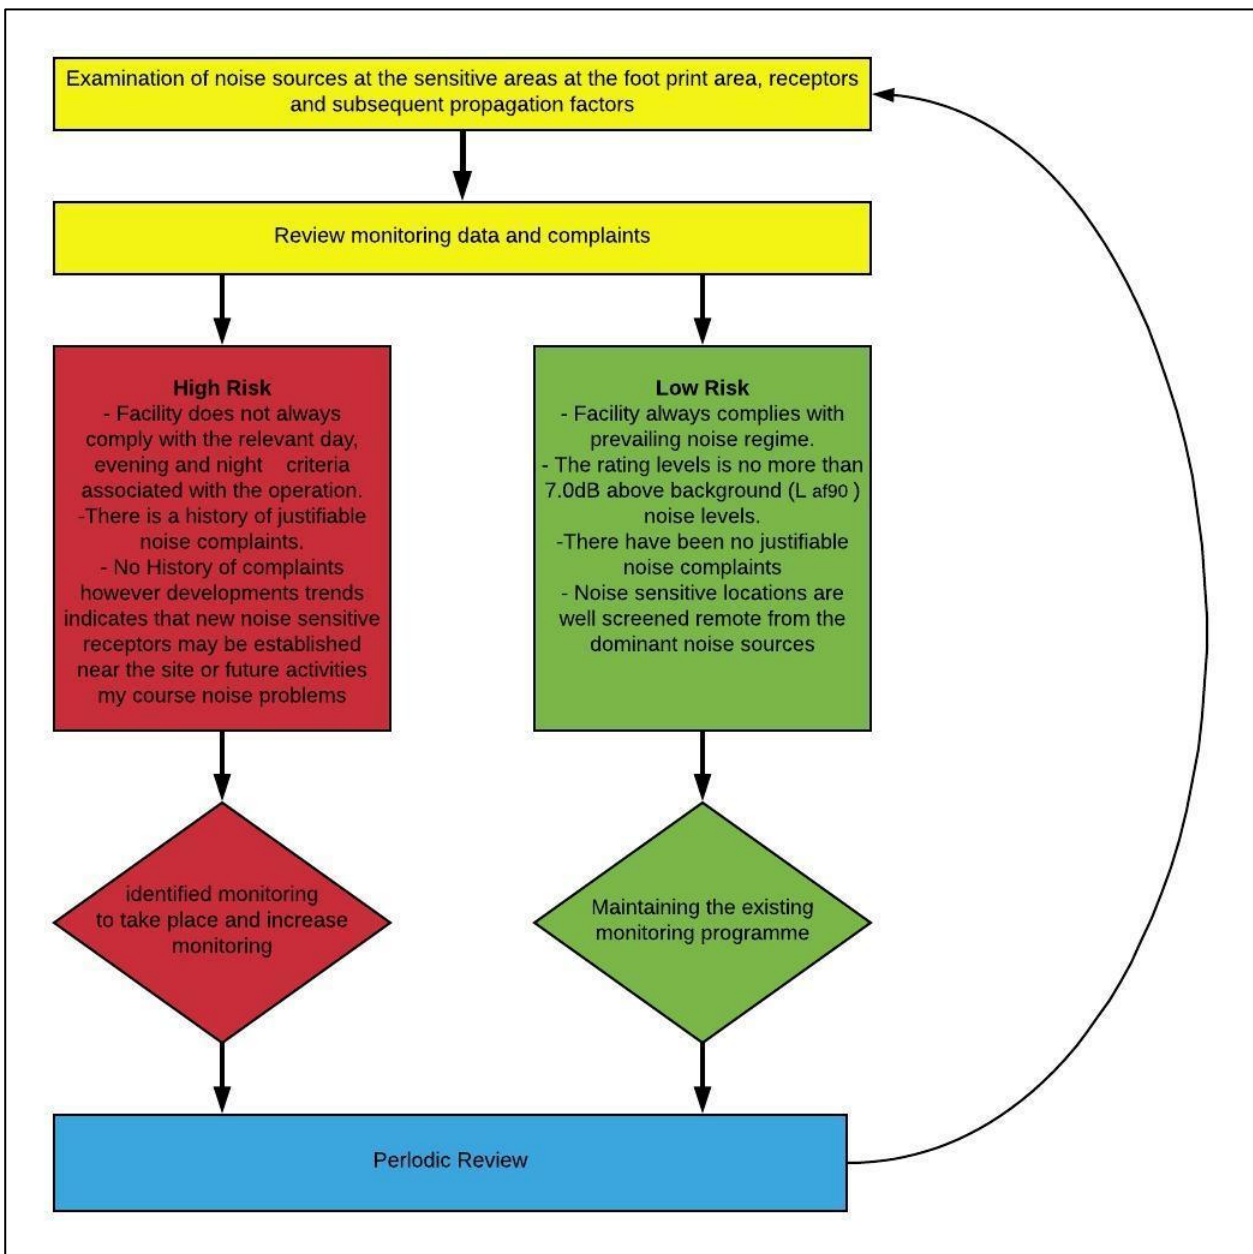 Examination of noise sources at the sensitive areas at the foot print area, receptors
and subsequent propagation factors
Review monitoring data and complaints
High Risk
- Facility does not always
comply with the relevant day,
evening and night criteria
associated with the operation.
-There is a history of justifiable
noise complaints.
- No History of complaints
however developments trends
indicates that new noise sensitive
receptors may be established
near the site or future activities
my course noise problems
Low Risk
- Facility always complies with
prevailing noise regime.
- The rating levels is no more than
7.0dB above background (L af90 )
noise levels.
-There have been no justifiable
noise complaints
- Noise sensitive locations are
well screened remote from the
dominant noise sources
identified monitoring
to take place and increase
monitoring
Maintaining the existing
monitoring programme
Perlodic Review